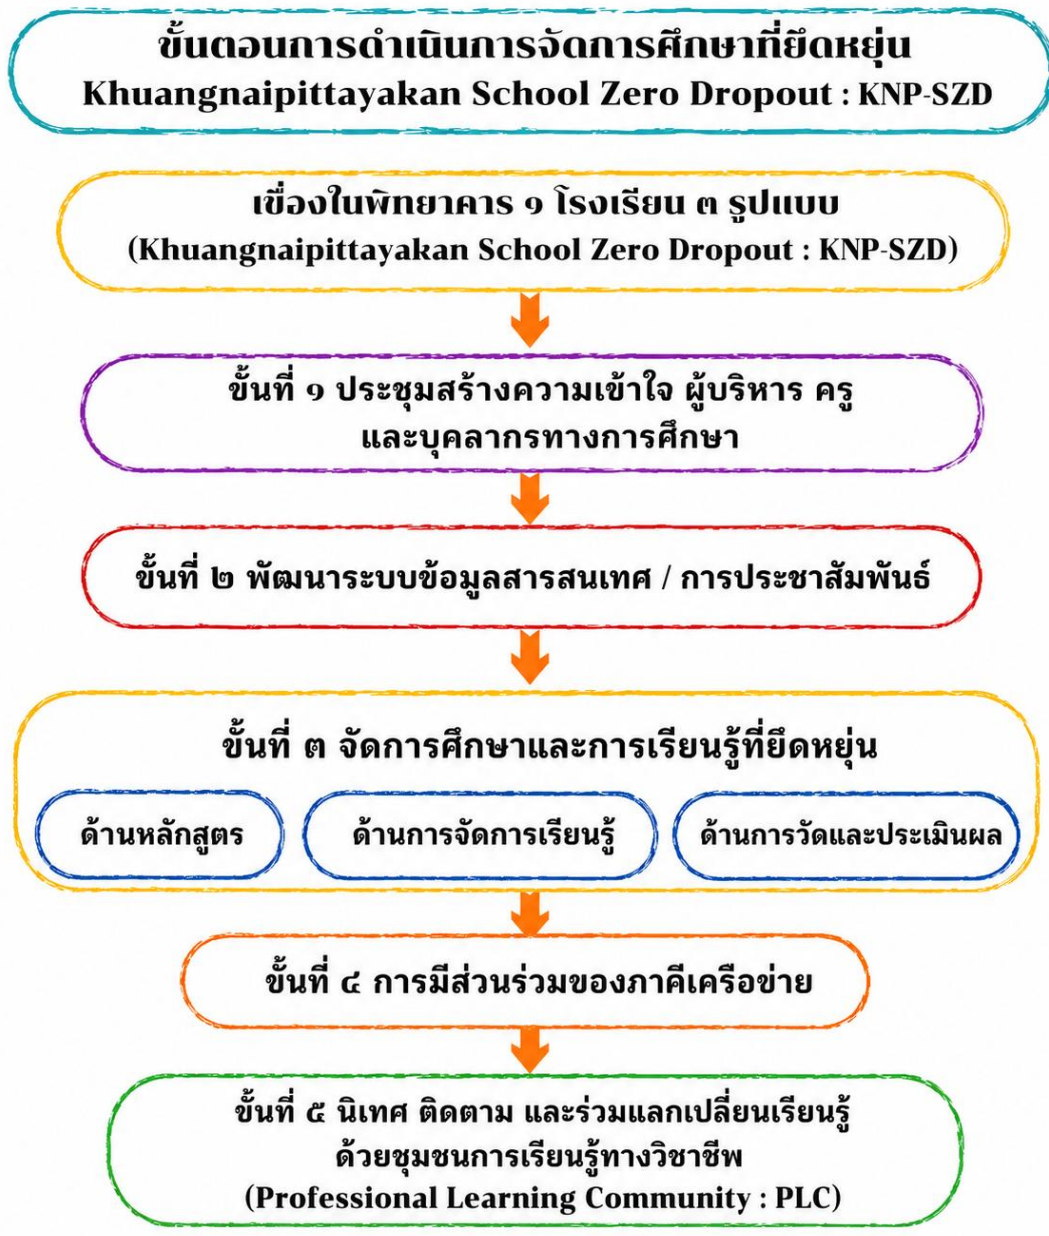 ขั้นตอนการดำเนินการจัดการศึกษาที่ยืดหยุ่น
Khuangnaipittayakan School Zero Dropout : KNP-SZD
เขื่องในพิทยาคาร ๑ โรงเรียน ๓ รูปแบบ
(Khuangnaipittayakan School Zero Dropout : KNP-SZD)
ขั้นที่ ๑ ประชุมสร้างความเข้าใจ ผู้บริหาร ครู
และบุคลากรทางการศึกษา
ขั้นที่ ๒ พัฒนาระบบข้อมูลสารสนเทศ / การประชาสัมพันธ์
ขั้นที่ ๓ จัดการศึกษาและการเรียนรู้ที่ยืดหยุ่น
ด้านหลักสูตร
ด้านการจัดการเรียนรู้
ด้านการวัดและประเมินผล
ขั้นที่ ๔ การมีส่วนร่วมของภาคีเครือข่าย
ขั้นที่ ๕ นิเทศ ติดตาม และร่วมแลกเปลี่ยนเรียนรู้
ด้วยชุมชนการเรียนรู้ทางวิชาชีพ
(Professional Learning Community : PLC)